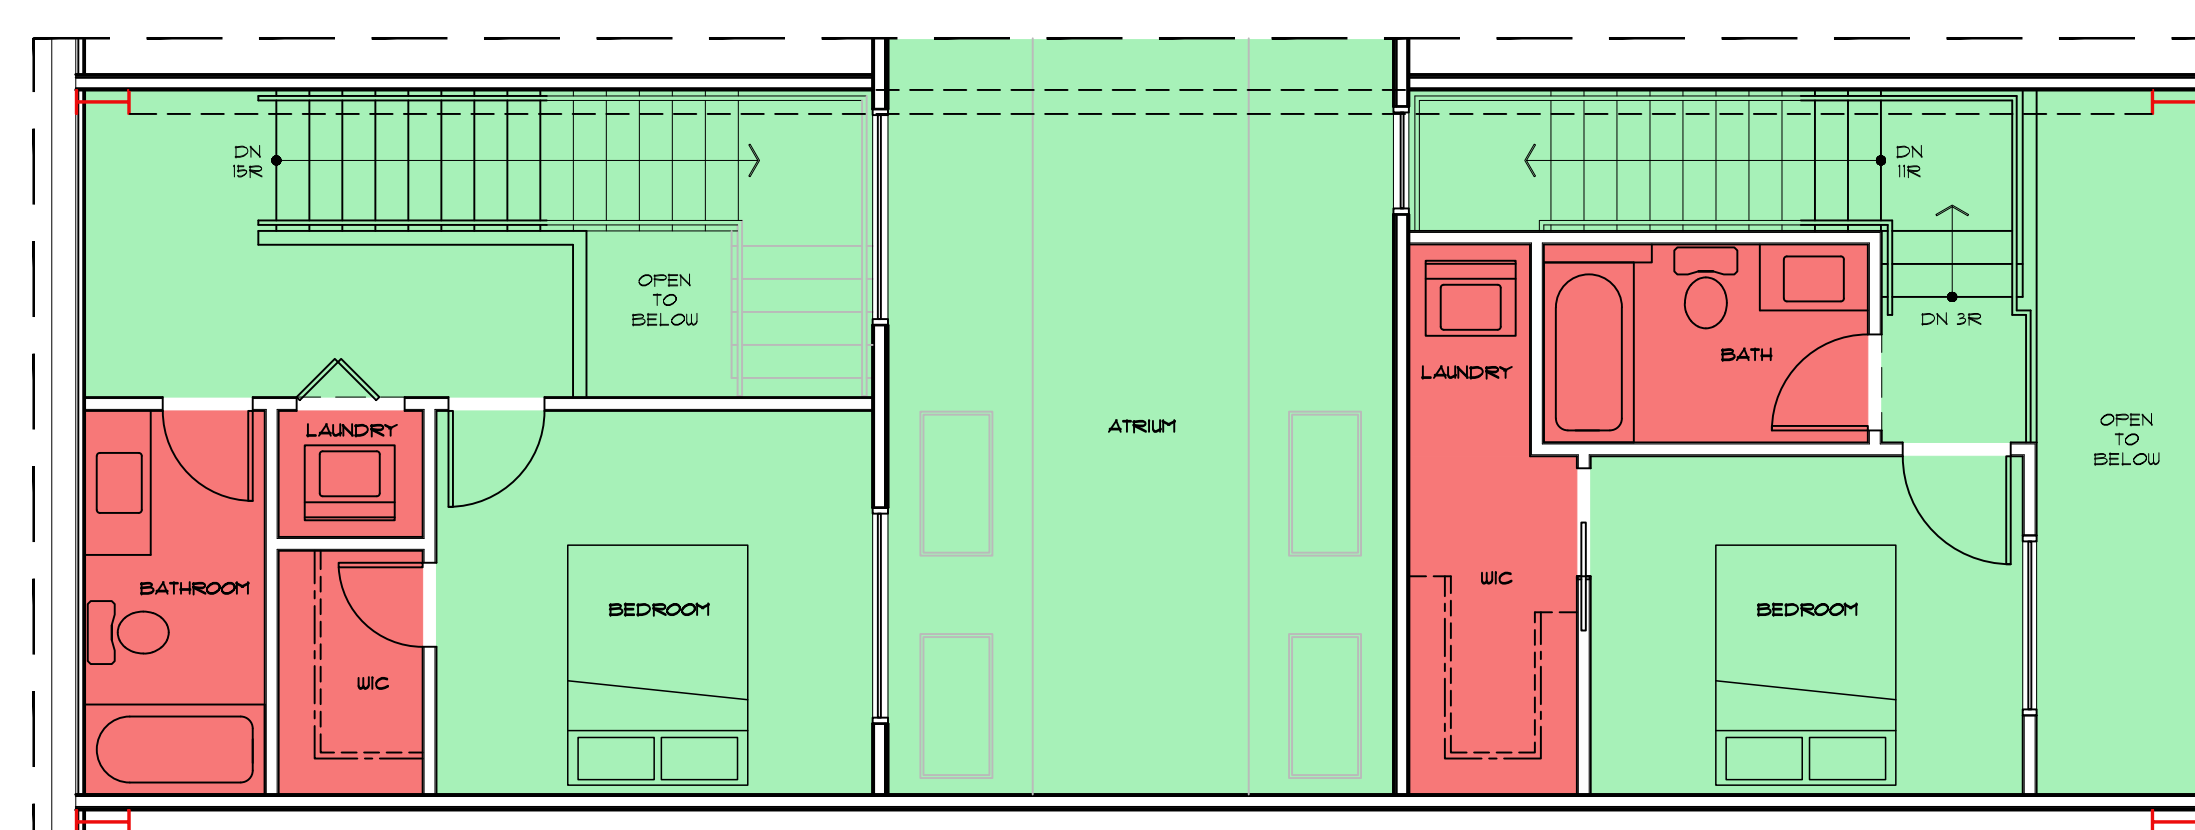 DN
15R
OPEN
TO
BELOW
LAUNDRY
BATHROOM
WIC
BEDROOM
ATRIUM
DN
11R
DN 3R
LAUNDRY
BATH
WIC
BEDROOM
OPEN
TO
BELOW